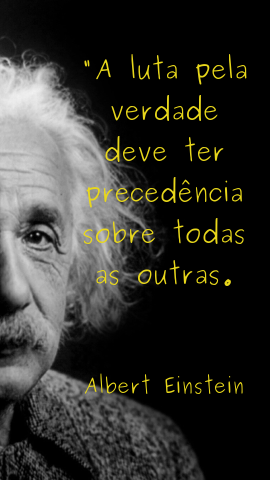 "A luta pela
verdade
deve ter
precedência
sobre todas
as outras.
Albert Einstein